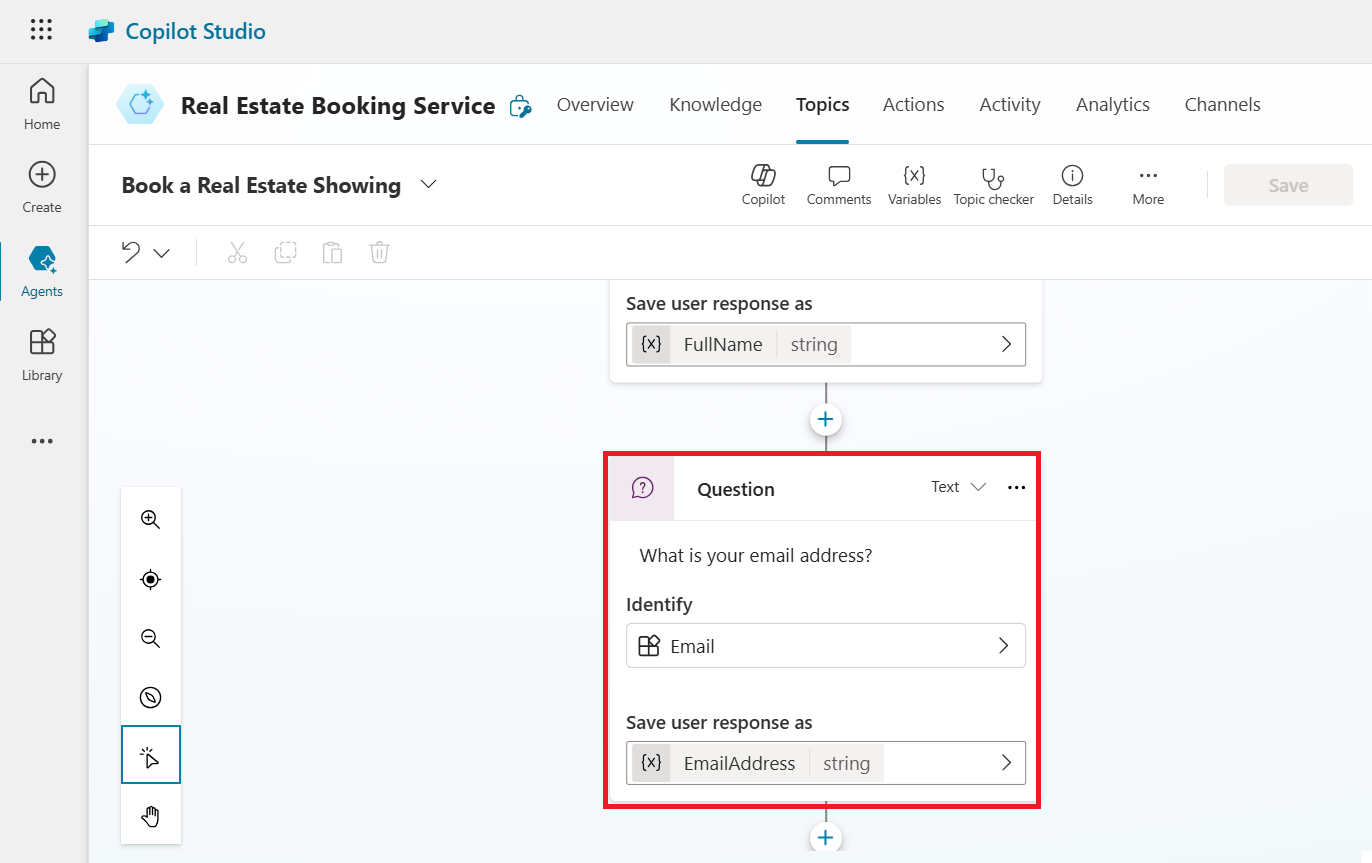 Copilot Studio
Home
Create
Agents
Library
Real Estate Booking Service
Overview
Knowledge
Topics
Actions
Activity
Analytics
Channels
Book a Real Estate Showing
Copilot
Comments
{x}
Variables
Topic checker
Details
More
Save
Save user response as
{x} FullName string
Question
Text
What is your email address?
Identify
Email
Save user response as
{x} EmailAddress string